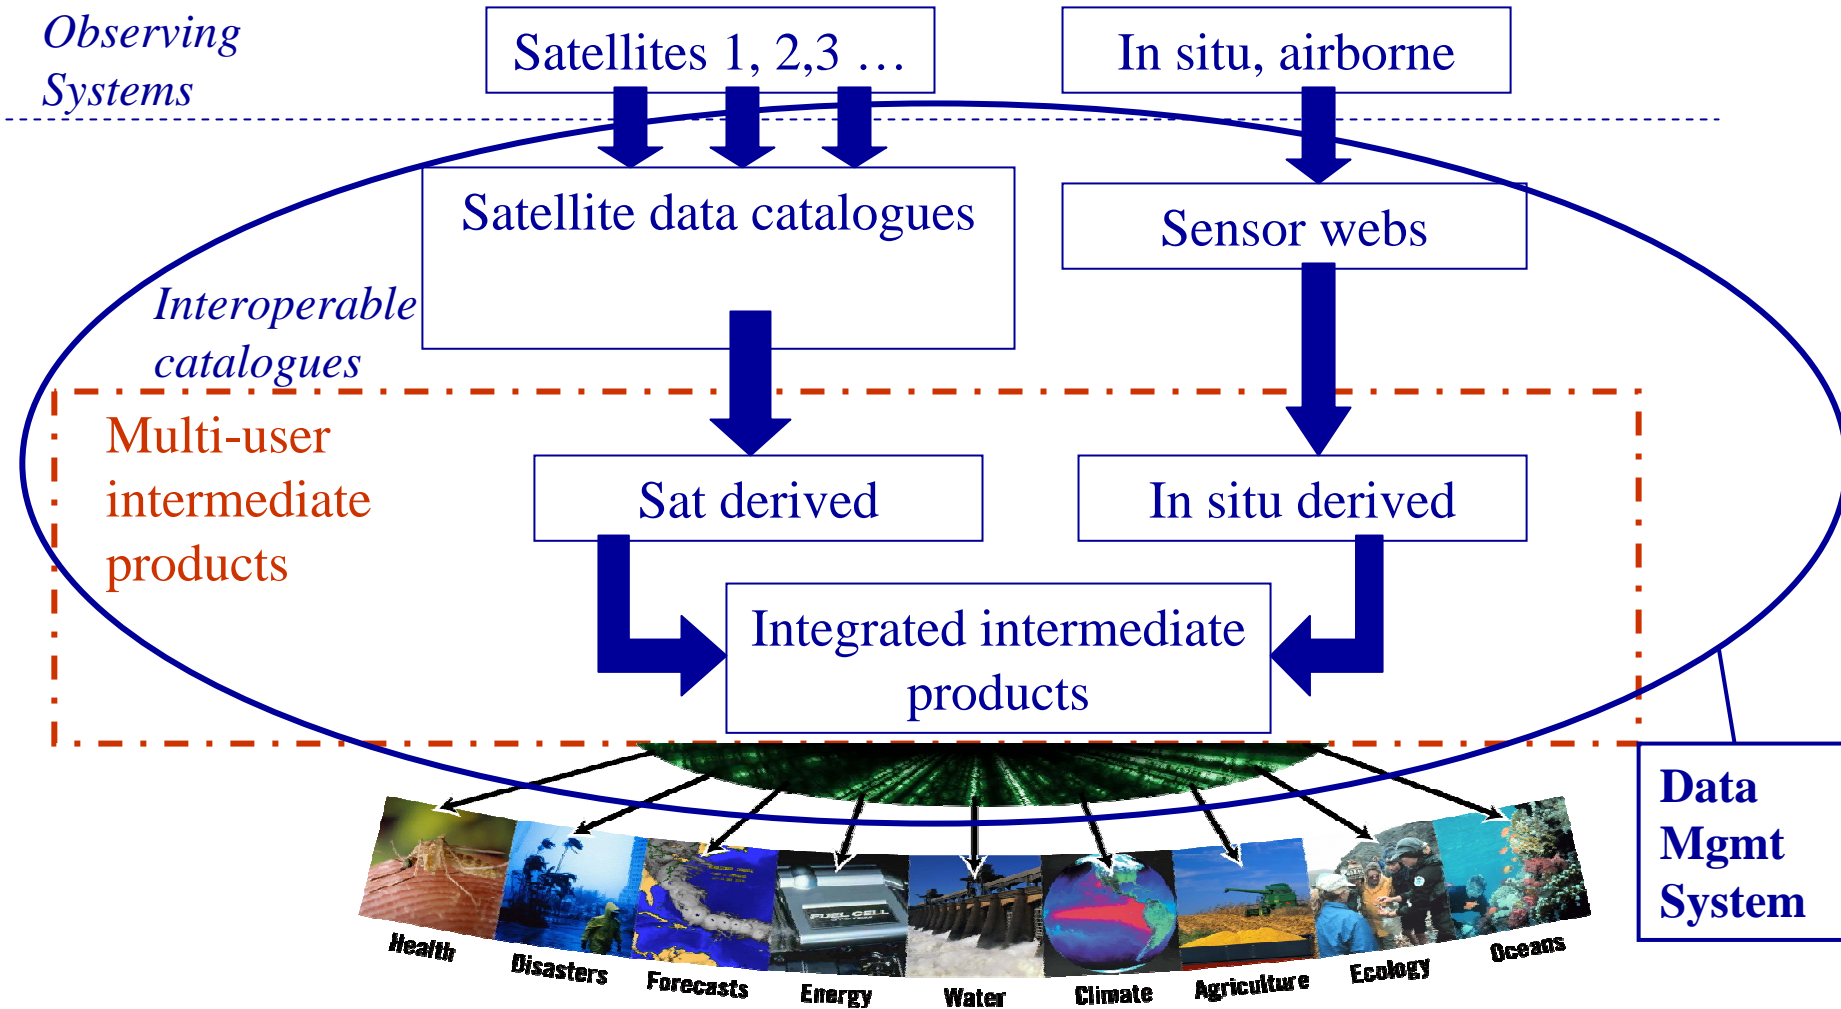 Observing
Systems
Satellites 1, 2,3 …
In situ, airborne
Satellite data catalogues
Sensor webs
Interoperable
catalogues
Multi-user
intermediate
products
Sat derived
In situ derived
Integrated intermediate
products
Data
Mgmt
System
FUEL CELL
Health
Disasters
Forecasts
Energy
Water
Climate
Agriculture
Ecology
Oceans